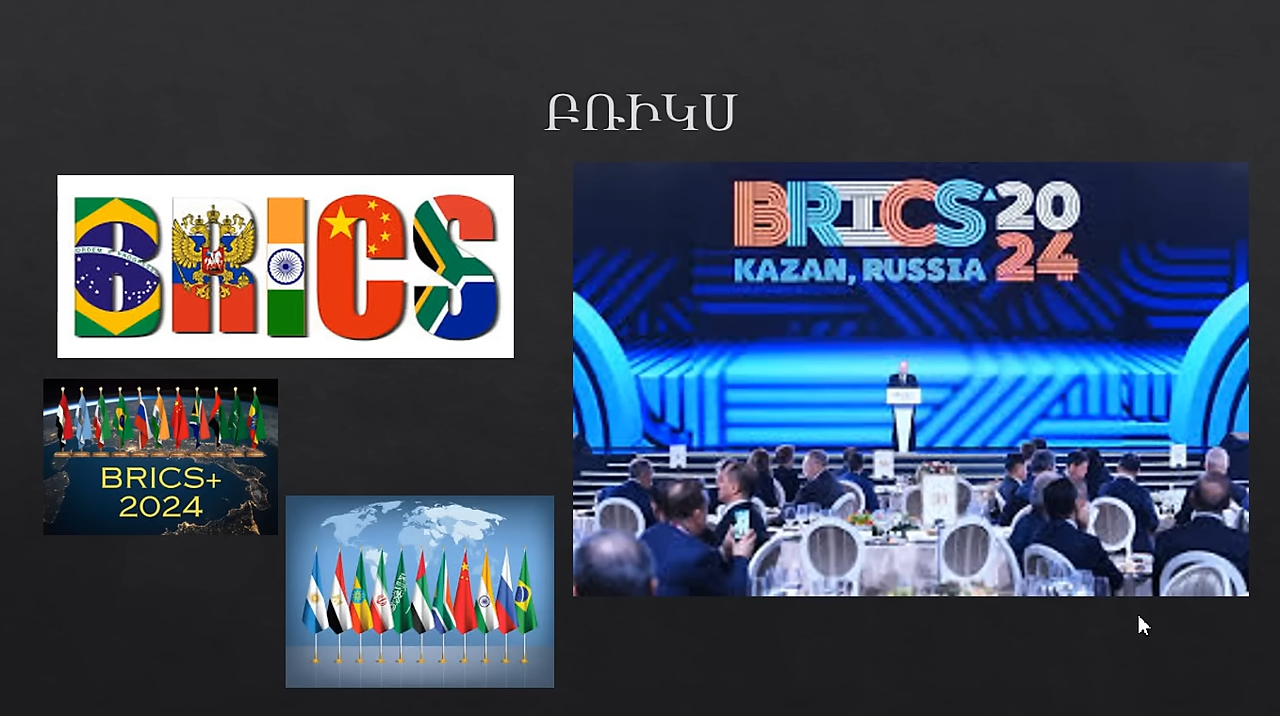 ԲՌԻԿՍ
BRICS
BRICS 2024
KAZAN, RUSSIA
BRICS+
2024